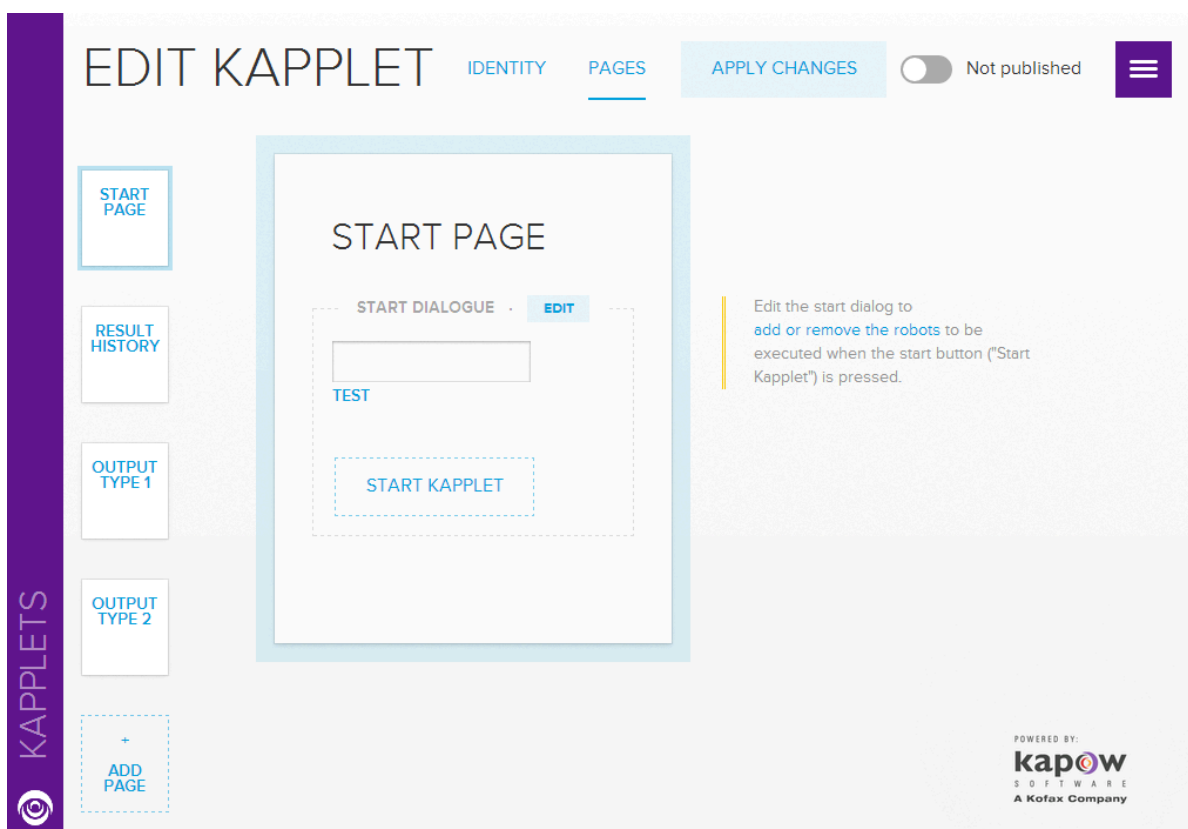 EDIT KAPPLET
IDENTITY
PAGES
APPLY CHANGES
Not published
START
PAGE
RESULT
HISTORY
OUTPUT
TYPE 1
OUTPUT
TYPE 2
+
ADD
PAGE
START PAGE
START DIALOGUE · EDIT
TEST
START KAPPLET
Edit the start dialog to
add or remove the robots to be
executed when the start button ("Start
Kapplet") is pressed.
KAPPLETS
POWERED BY:
kapow
SOFTWARE
A Kofax Company